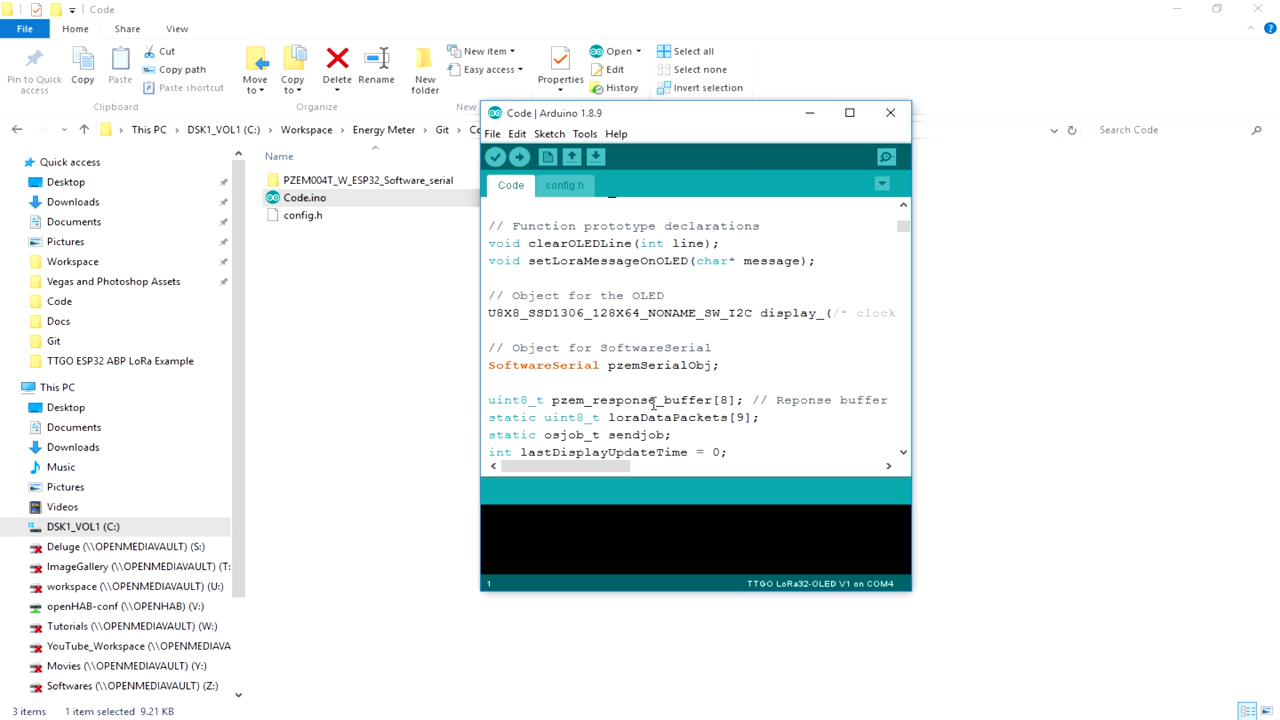 Code
File
Home
Share
View
Pin to Quick access
Copy
Paste
Cut
Copy path
Paste shortcut
Clipboard
Move to
Copy to
Delete
Rename
Organize
New folder
New item
Easy access
New
Properties
Open
Edit
History
Select all
Select none
Invert selection
This PC
DSK1_VOL1 (C:)
Workspace
Energy Meter
Git
Co
Search Code
Quick access
Desktop
Downloads
Documents
Pictures
Workspace
Vegas and Photoshop Assets
Code
Docs
Git
TTGO ESP32 ABP LoRa Example
This PC
Desktop
Documents
Downloads
Music
Pictures
Videos
DSK1_VOL1 (C:)
Deluge (\\OPENMEDIAVAULT) (S:)
ImageGallery (\\OPENMEDIAVAULT) (T:
workspace (\\OPENMEDIAVAULT) (U:)
openHAB-conf (\\OPENHAB) (V:)
Tutorials (\\OPENMEDIAVAULT) (W:)
YouTube_Workspace (\\OPENMEDIAVA
Movies (\\OPENMEDIAVAULT) (Y:)
Softwares (\\OPENMEDIAVAULT) (Z:)
Name
PZEM004T_W_ESP32_Software_serial
Code.ino
config.h
Code | Arduino 1.8.9
File Edit Sketch Tools Help
Code
config.h
// Function prototype declarations
void clearOLEDLine(int line);
void setLoraMessageOnOLED(char* message);
// Object for the OLED
U8X8_SSD1306_128X64_NONAME_SW_I2C display_(/* clock
// Object for SoftwareSerial
SoftwareSerial pzemSerialObj;
uint8_t pzem_response_buffer[8]; // Reponse buffer
static uint8_t loraDataPackets[9];
static osjob_t sendjob;
int lastDisplayUpdateTime = 0;
1
TTGO LoRa32-OLED V1 on COM4
3 items
1 item selected 9.21 KB